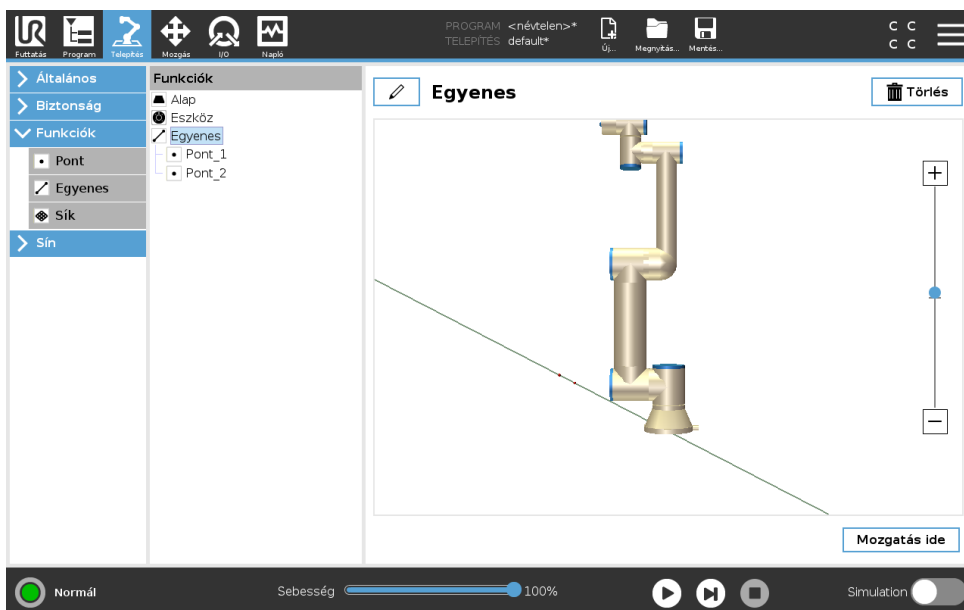 PROGRAM <névtelen>*
TELEPÍTÉS default*
Futtatás Program Telepítés Mozgás I/O Napló Új... Megnyitás... Mentés...
C C
C C
Általános
Biztonság
Funkciók
Pont
Egyenes
Sík
Sín
Funkciók
Alap
Eszköz
Egyenes
Pont_1
Pont_2
Egyenes
Törlés
Mozgatás ide
Normál Sebesség 100% Simulation